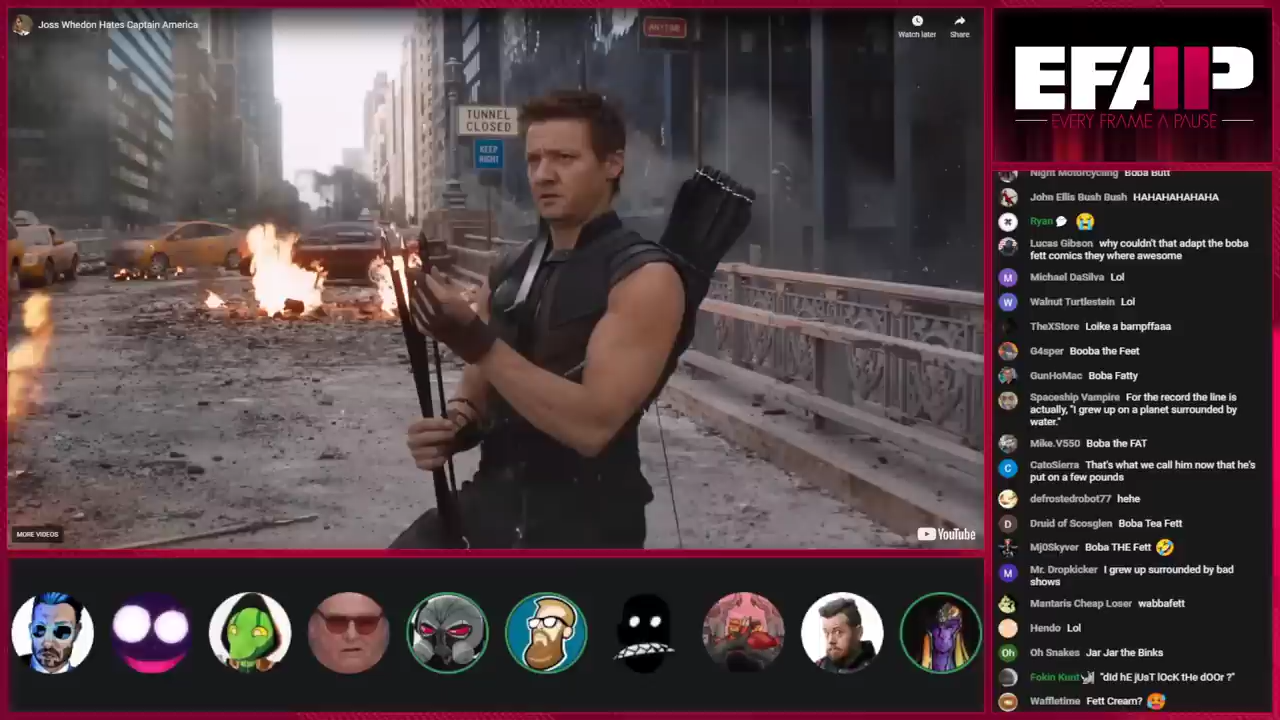 Joss Whedon Hates Captain America
Watch later
Share
ANYTIME
TUNNEL
CLOSED
KEEP
RIGHT
MORE VIDEOS
YouTube
EFAP
EVERY FRAME A PAUSE
Night Motorcycling Boba Butt
John Ellis Bush Bush HAHAHAHAHAHA
Ryan
Lucas Gibson why couldn't that adapt the boba
fett comics they where awesome
M Michael DaSilva Lol
W Walnut Turtlestein Lol
TheXStore Loike a bampffaaa
G4sper Booba the Feet
GunHoMac Boba Fatty
Spaceship Vampire For the record the line is
actually, "I grew up on a planet surrounded by
water."
Mike.V550 Boba the FAT
C CatoSierra That's what we call him now that he's
put on a few pounds
defrostedrobot77 hehe
D Druid of Scosglen Boba Tea Fett
Mj0Skyver Boba THE Fett 🤣
M Mr. Dropkicker I grew up surrounded by bad
shows
Mantaris Cheap Loser wabbafett
Hendo Lol
Oh Oh Snakes Jar Jar the Binks
Fokin Kunt "dId hE jUsT lOcK tHe dOOr ?"
Waffletime Fett Cream? 🥵